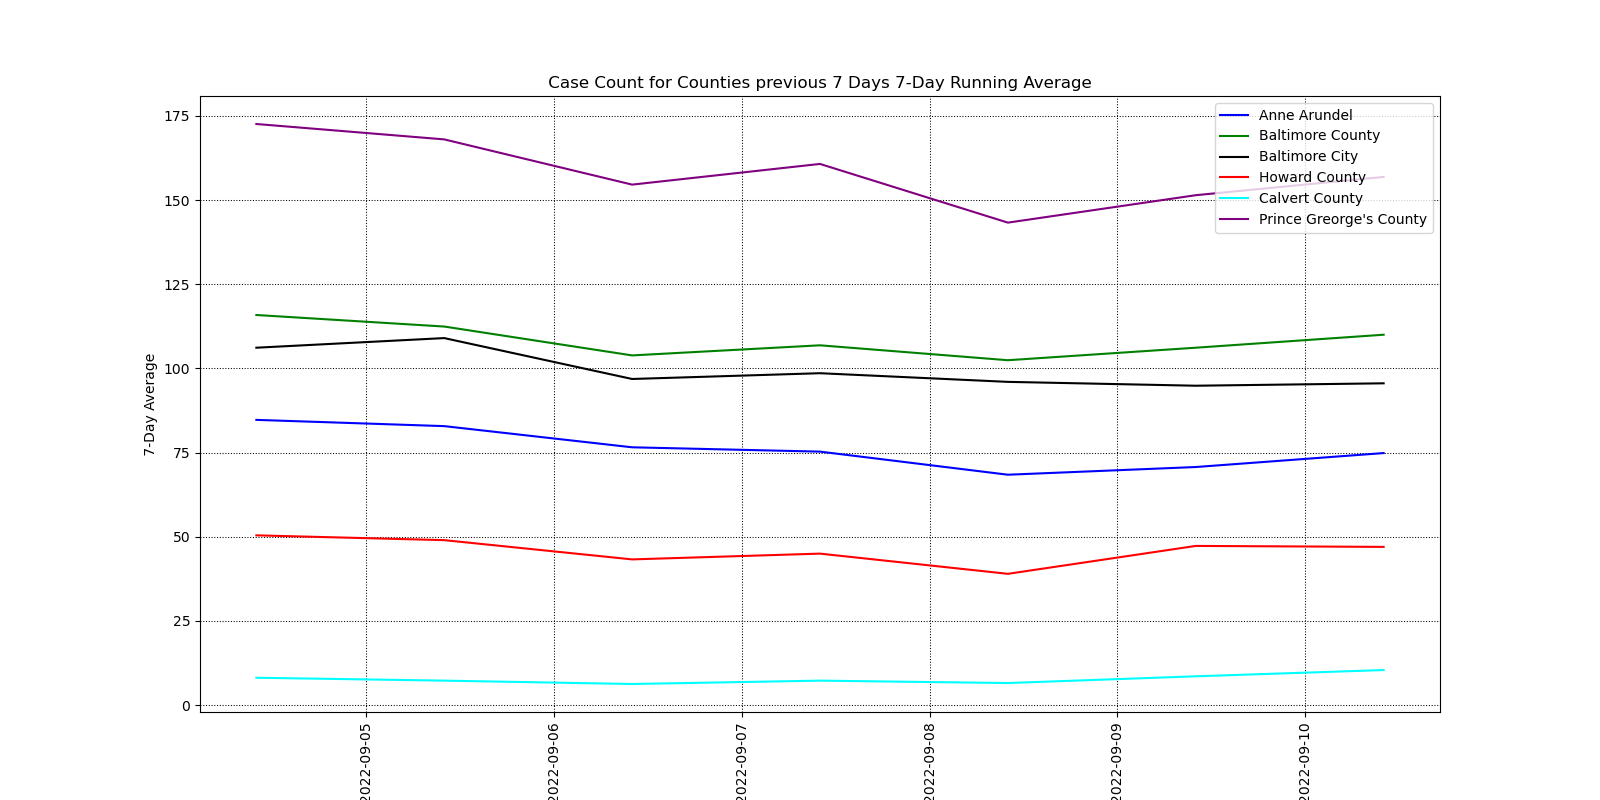 Case Count for Counties previous 7 Days 7-Day Running Average
175
150
125
100
75
50
25
0
7-Day Average
Anne Arundel
Baltimore County
Baltimore City
Howard County
Calvert County
Prince Greorge's County
2022-09-05
2022-09-06
2022-09-07
2022-09-08
2022-09-09
2022-09-10